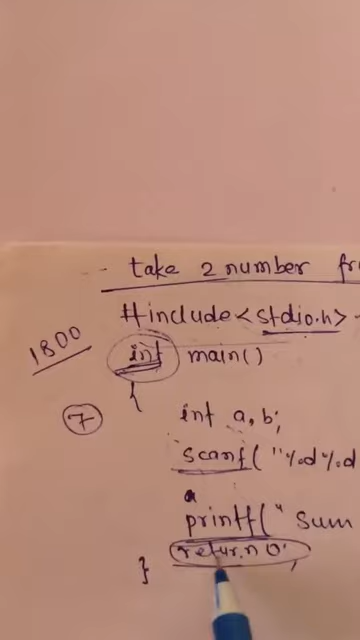 - take 2 number
#include<stdio.h>
1800
int main()
{
7
int a, b;
scanf("%d%d
a
printf(" Sum
return 0;
}